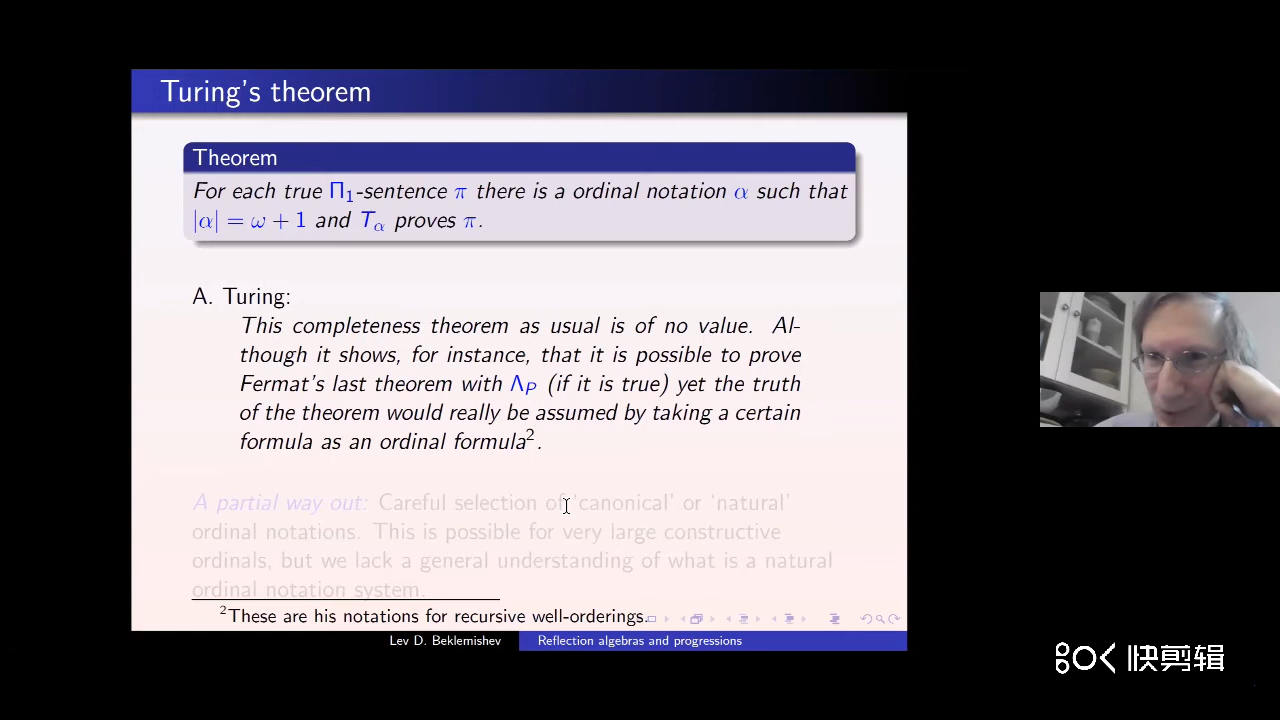 Turing's theorem
Theorem
For each true Π₁-sentence π there is a ordinal notation α such that
|α| = ω + 1 and Tα proves π.
A. Turing:
This completeness theorem as usual is of no value. Al-
though it shows, for instance, that it is possible to prove
Fermat's last theorem with ΛP (if it is true) yet the truth
of the theorem would really be assumed by taking a certain
formula as an ordinal formula².
A partial way out: Careful selection of 'canonical' or 'natural'
ordinal notations. This is possible for very large constructive
ordinals, but we lack a general understanding of what is a natural
ordinal notation system.
²These are his notations for recursive well-orderings.
Lev D. Beklemishev Reflection algebras and progressions
快剪辑